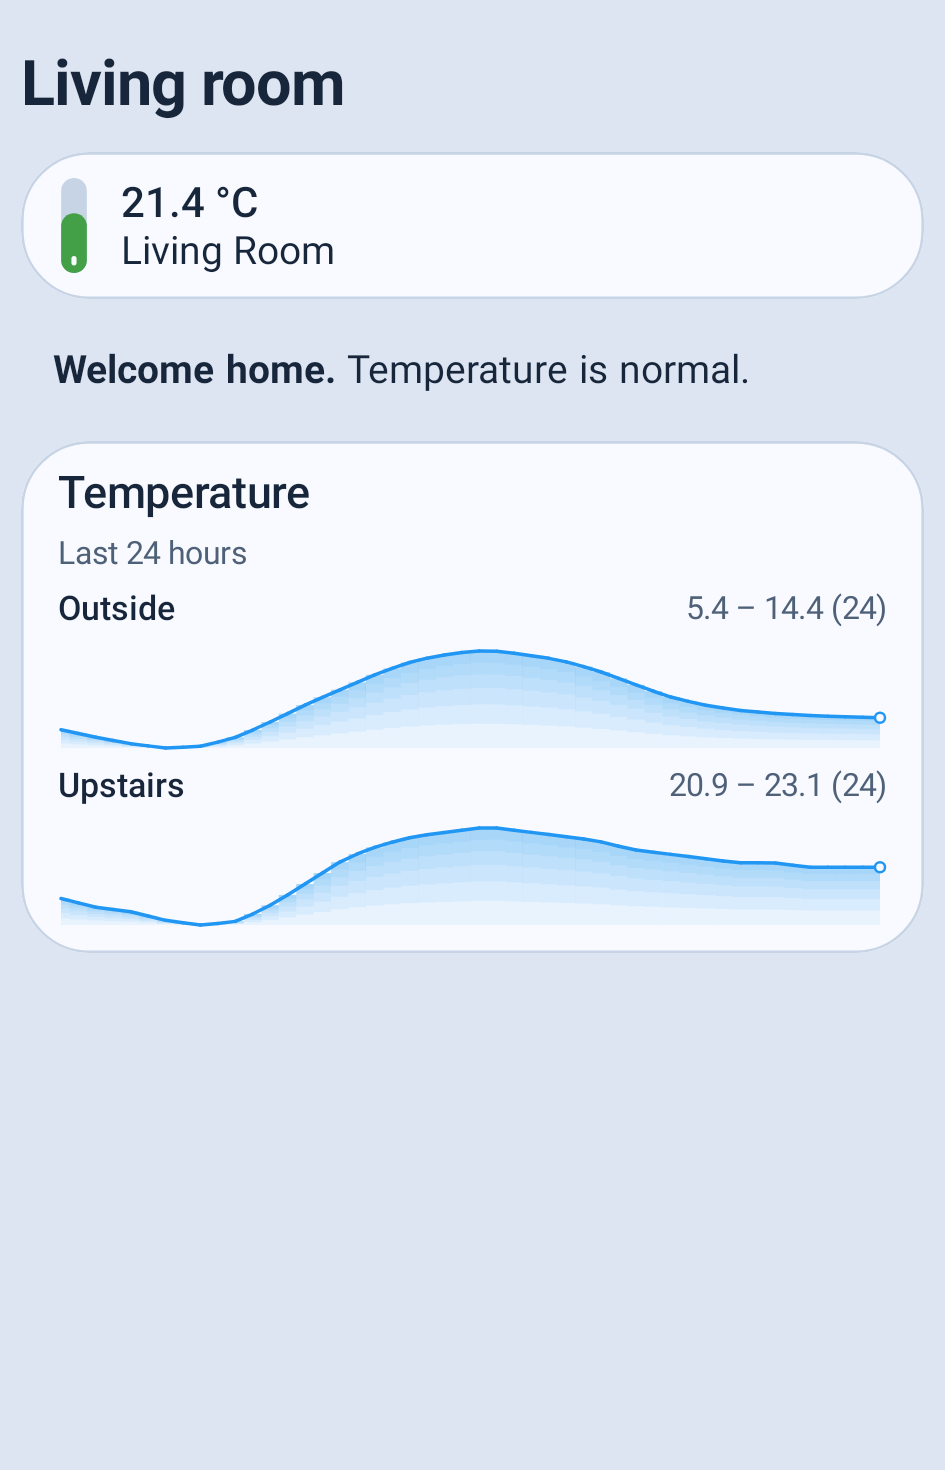 Living room
21.4 °C
Living Room
Welcome home. Temperature is normal.
Temperature
Last 24 hours
Outside 5.4 – 14.4 (24)
Upstairs 20.9 – 23.1 (24)